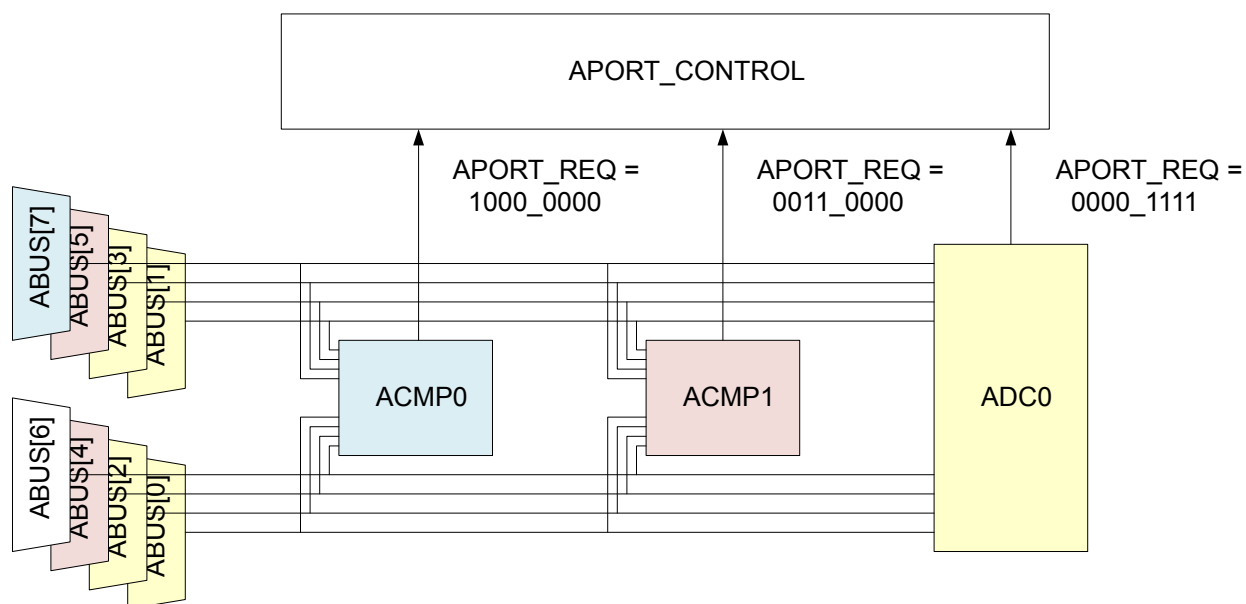 APORT_CONTROL
APORT_REQ =
1000_0000
APORT_REQ =
0011_0000
APORT_REQ =
0000_1111
ABUS[7]
ABUS[5]
ABUS[3]
ABUS[1]
ACMP0
ACMP1
ADC0
ABUS[6]
ABUS[4]
ABUS[2]
ABUS[0]